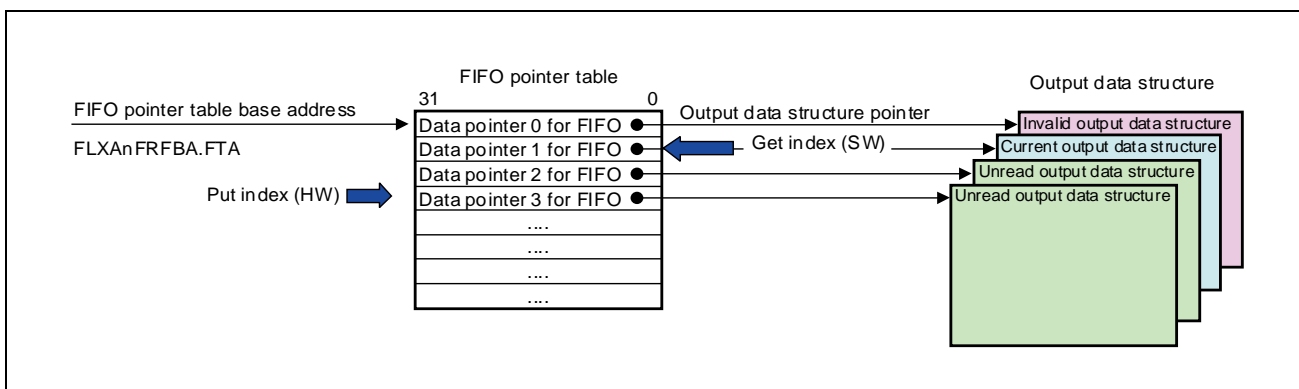 FIFO pointer table
Output data structure
31 0
FIFO pointer table base address
Output data structure pointer
Data pointer 0 for FIFO
Invalid output data structure
FLXAnFRFBA.FTA
Data pointer 1 for FIFO
Get index (SW)
Current output data structure
Data pointer 2 for FIFO
Unread output data structure
Put index (HW)
Data pointer 3 for FIFO
Unread output data structure
....
....
....
....